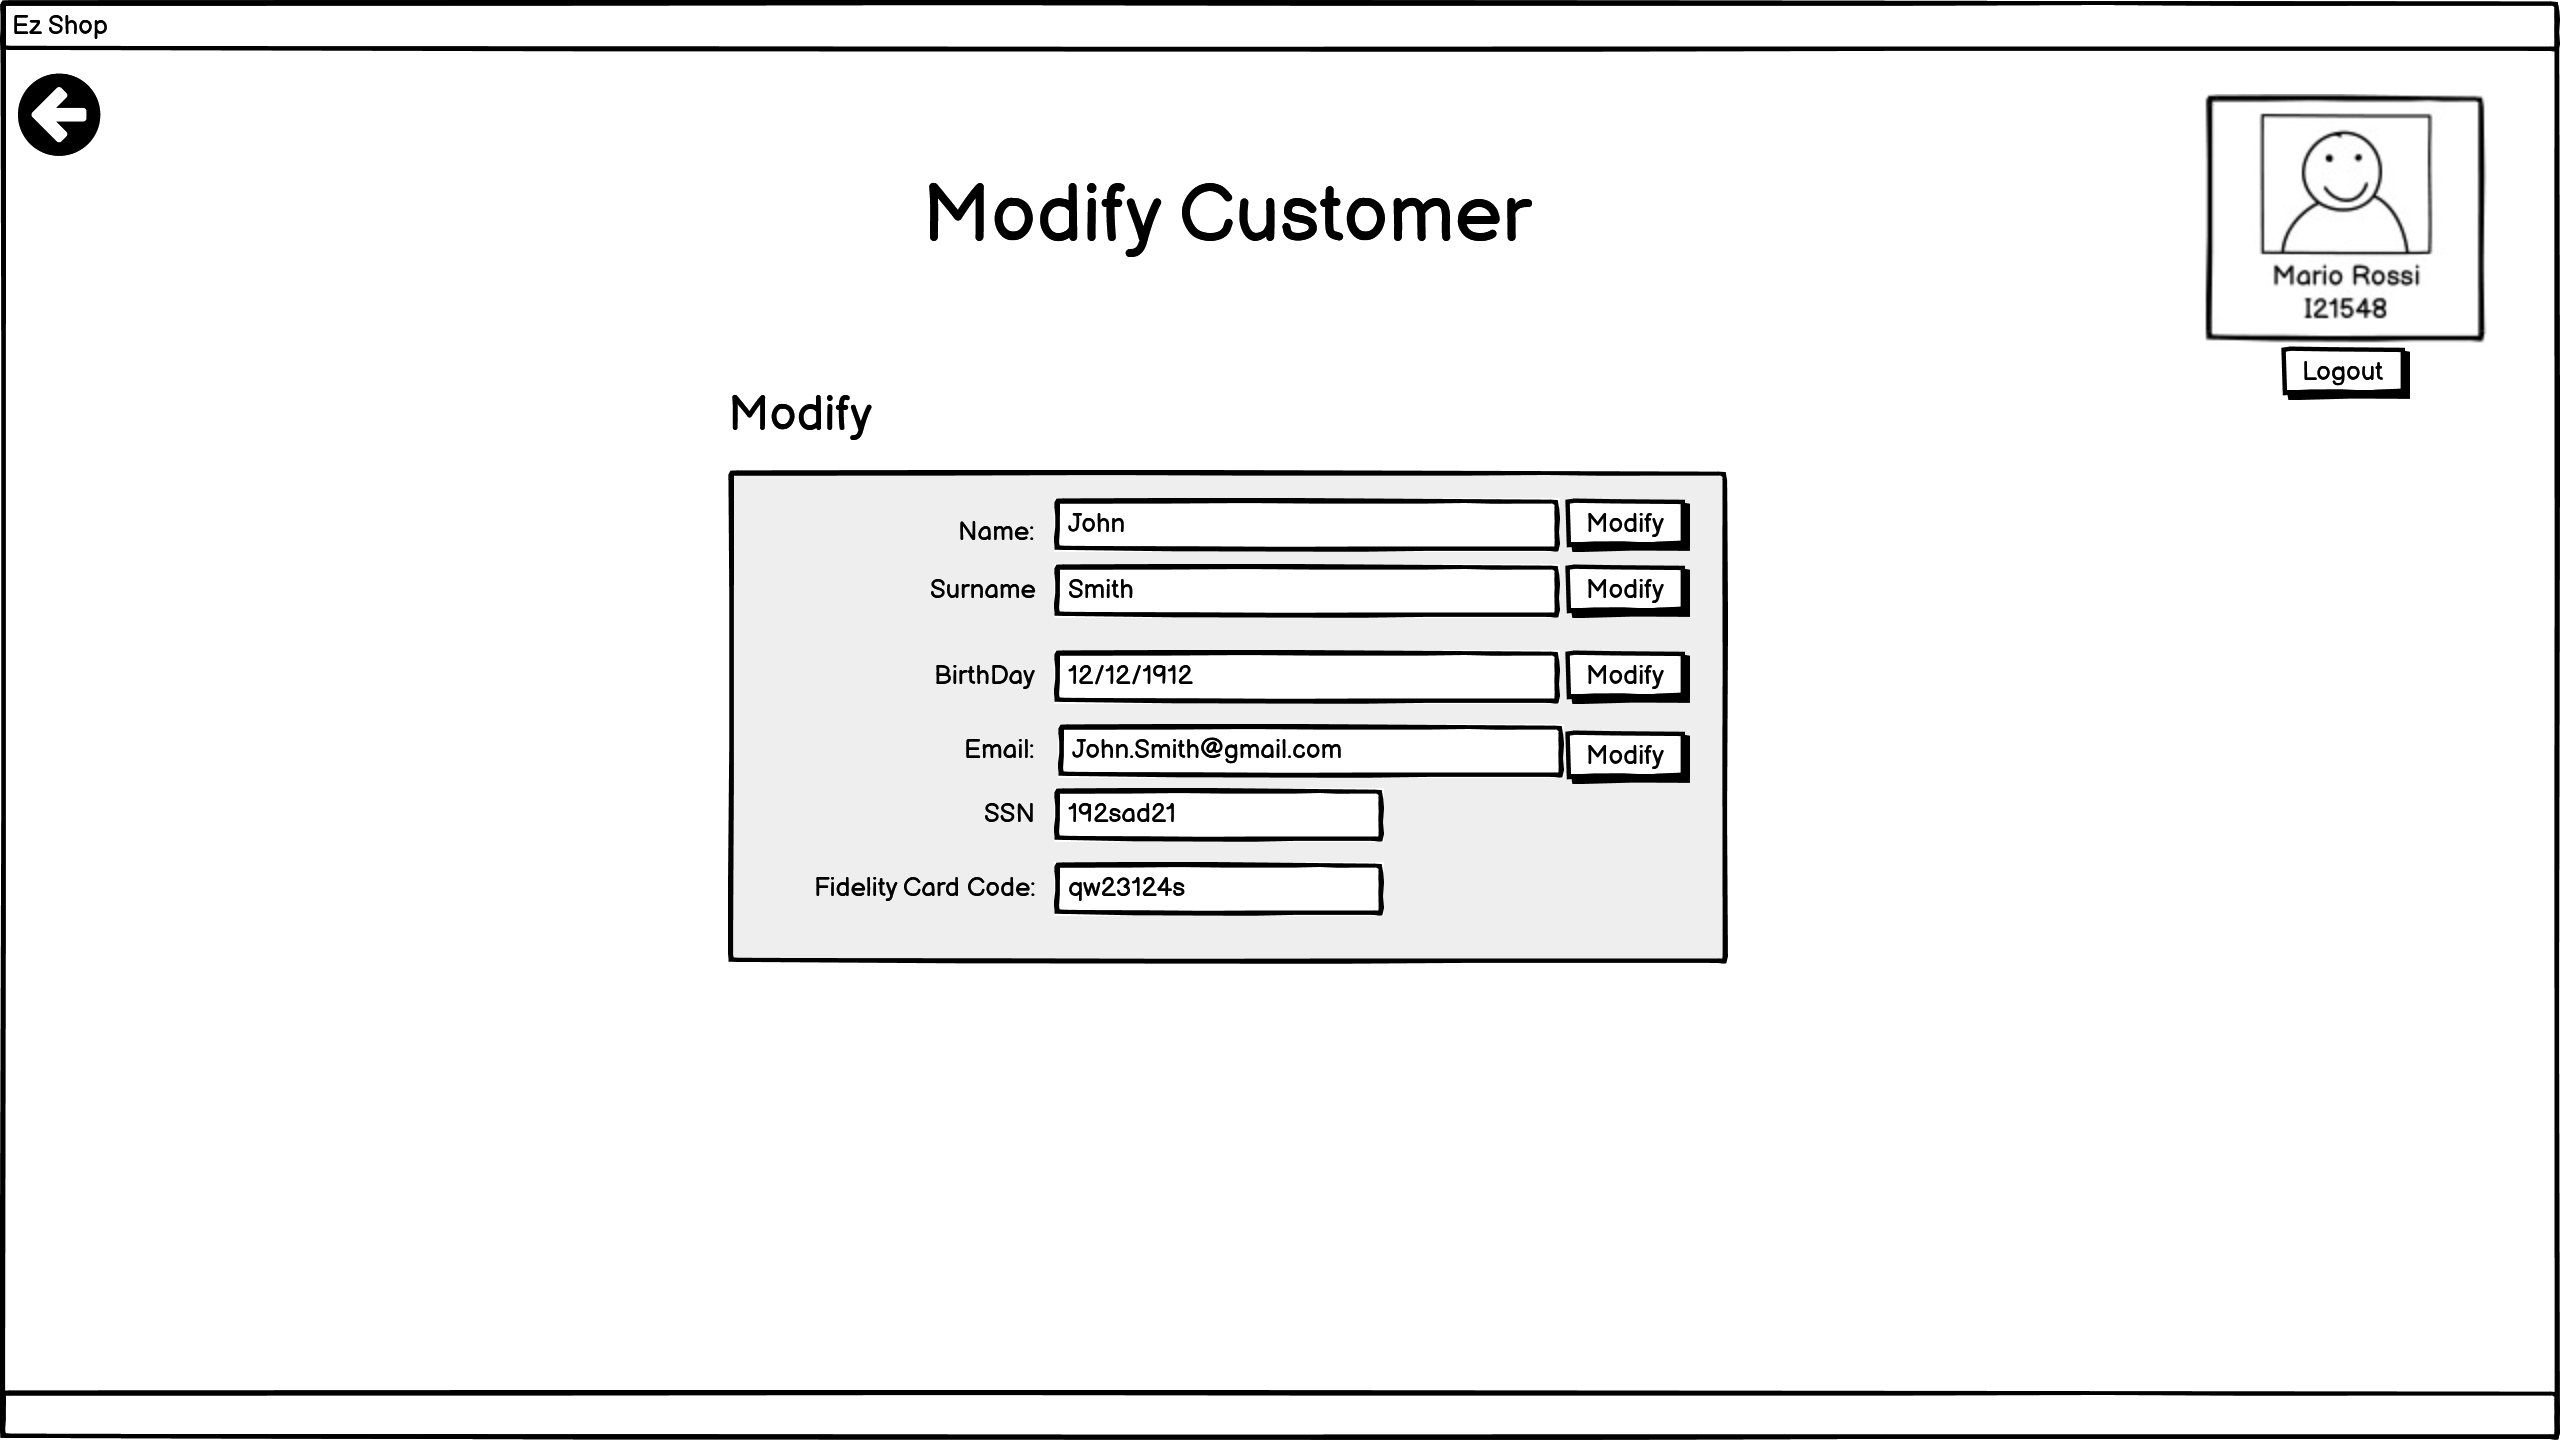 Ez Shop
Modify Customer
Mario Rossi
I21548
Logout
Modify
Name: John Modify
Surname Smith Modify
BirthDay 12/12/1912 Modify
Email: John.Smith@gmail.com Modify
SSN 192sad21
Fidelity Card Code: qw23124s